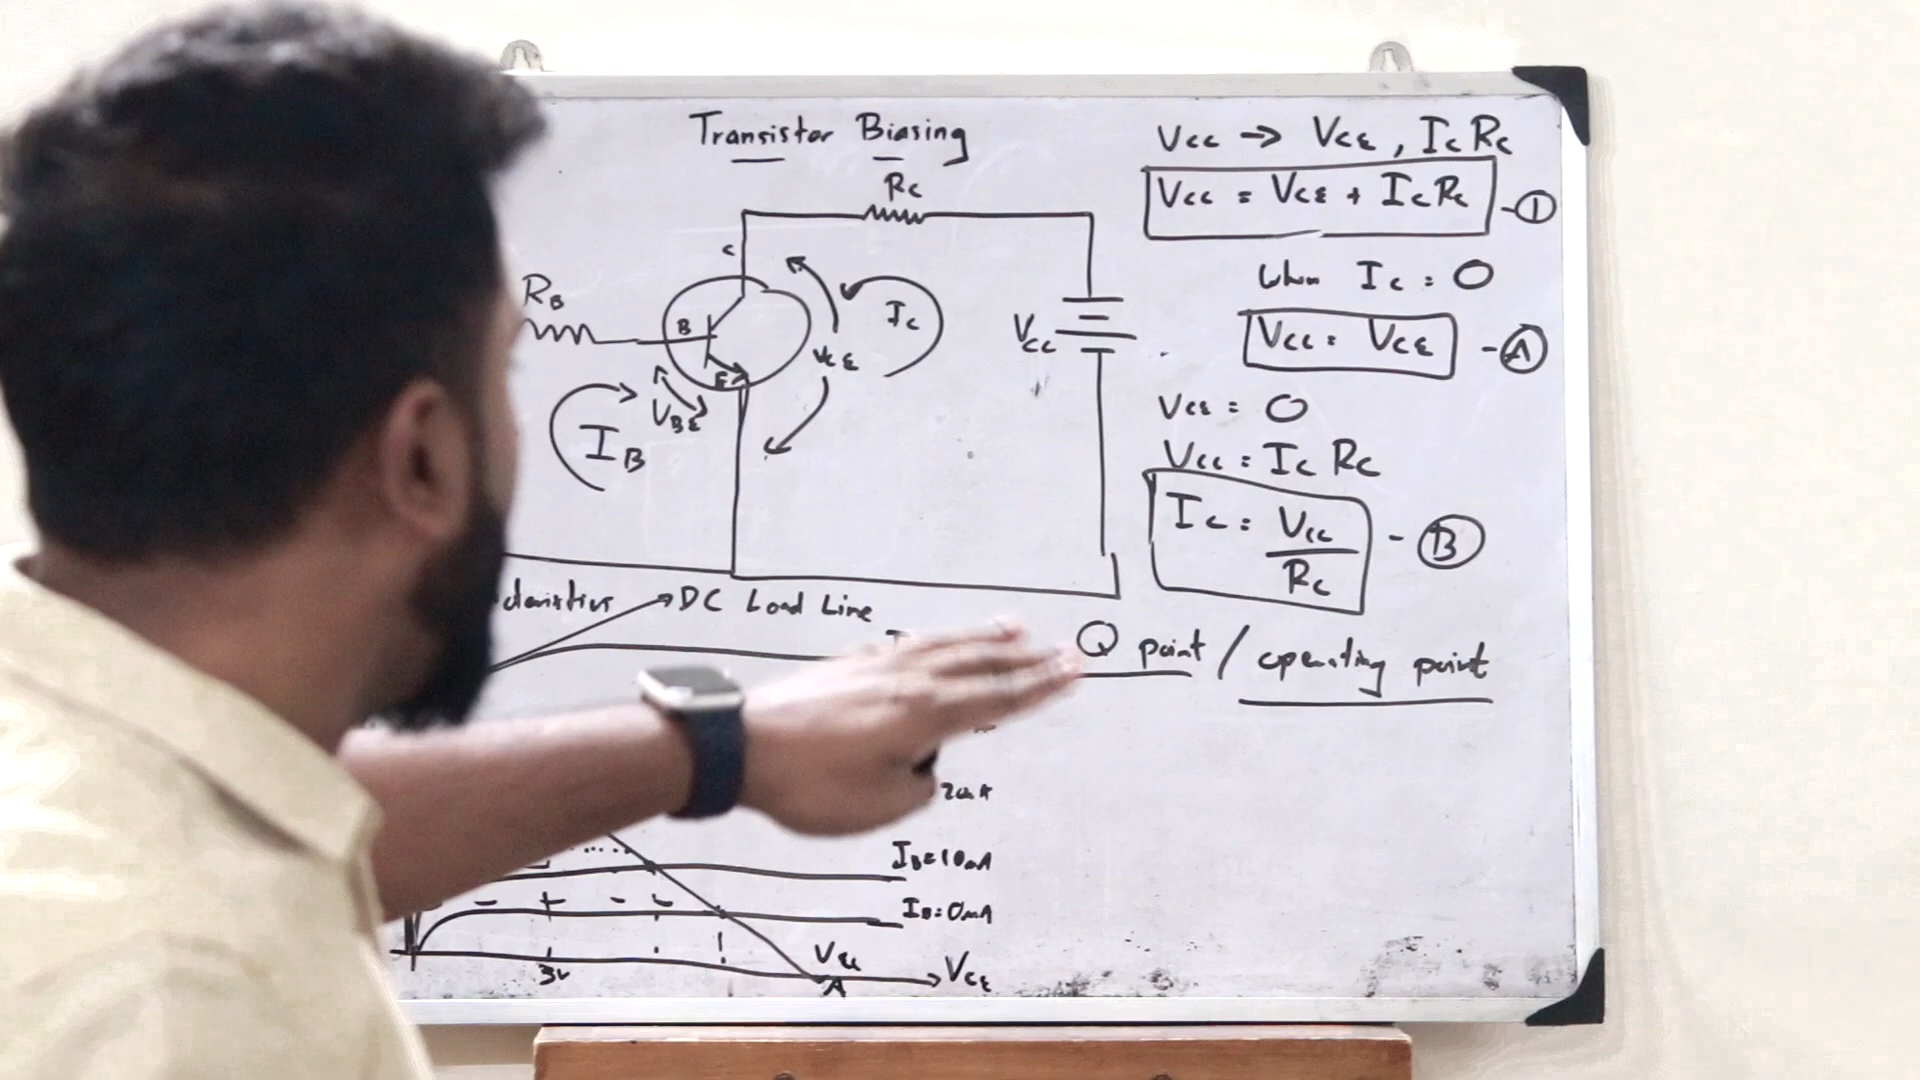 Transistor Biasing
RC
C
RB
B
E
VBE
IB
VCE
IC
VCC
VCC → VCE, ICRC
VCC = VCE + ICRC -①
When IC = 0
VCC = VCE -Ⓐ
VCE = 0
VCC = IC RC
IC = VCC / RC - Ⓑ
DC Load Line
Q point / operating point
IB=10mA
IB=0mA
3V
VCC
A
VCE